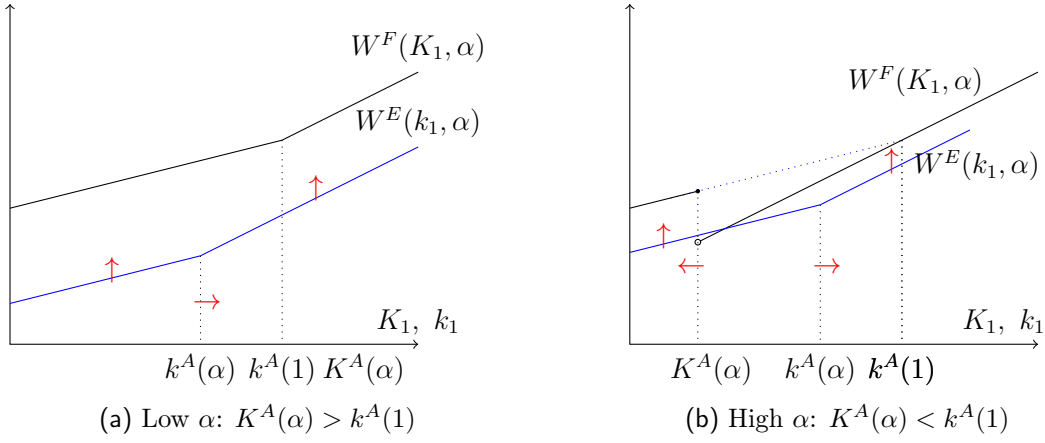 W^F(K_1, α)
W^E(k_1, α)
K_1, k_1
k^A(α) k^A(1) K^A(α)
(a) Low α: K^A(α) > k^A(1)
W^F(K_1, α)
W^E(k_1, α)
K_1, k_1
K^A(α) k^A(α) k^A(1)
(b) High α: K^A(α) < k^A(1)